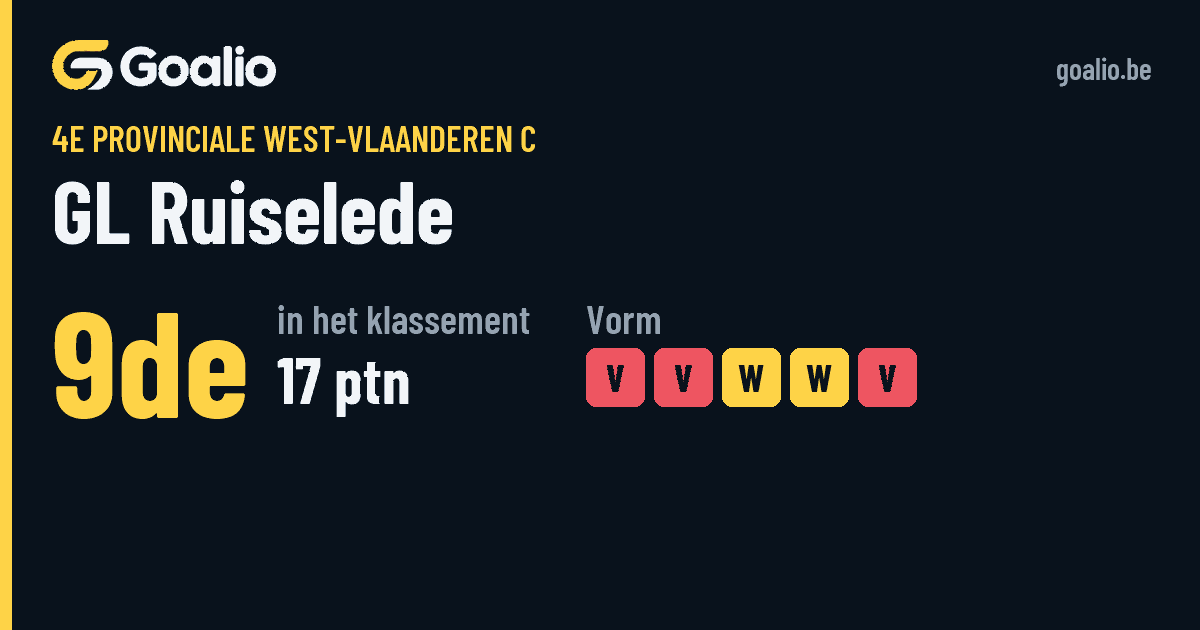 Goalio
goalio.be
4E PROVINCIALE WEST-VLAANDEREN C
GL Ruiselede
9de
in het klassement
17 ptn
Vorm
V V W W V